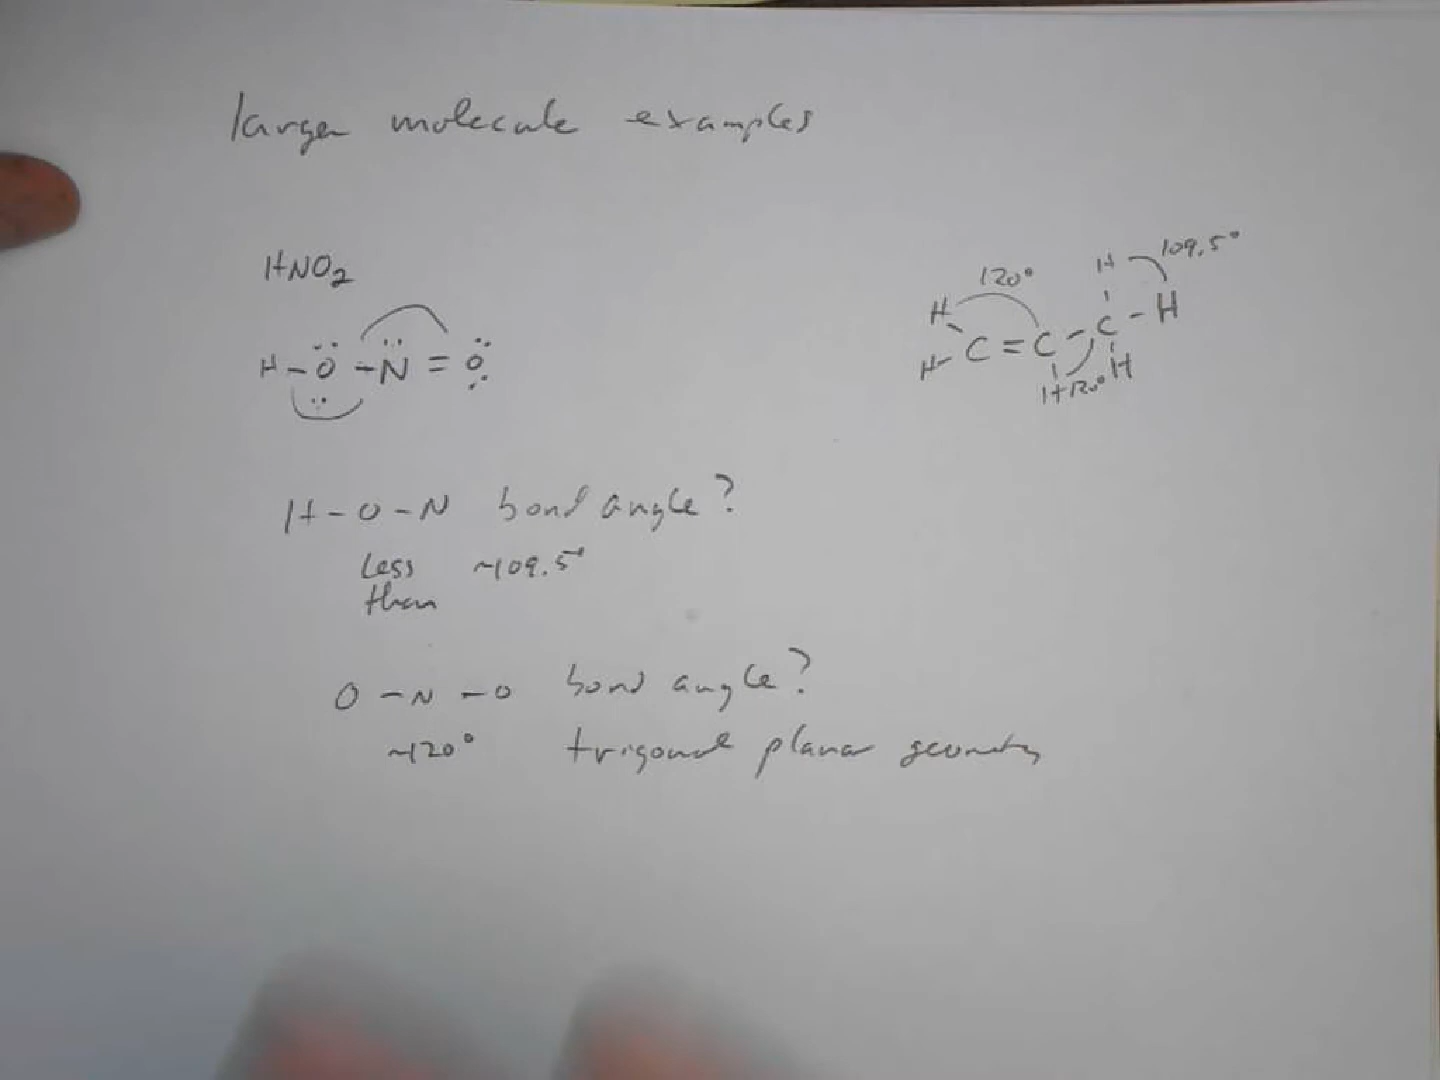 larger molecule examples
HNO2
H - O - N = O
H - O - N bond angle?
Less ~109.5°
than
O - N - O bond angle?
~120° trigonal planar geometry
109.5°
120°
H
H C = C - C - H
H
H 120° H